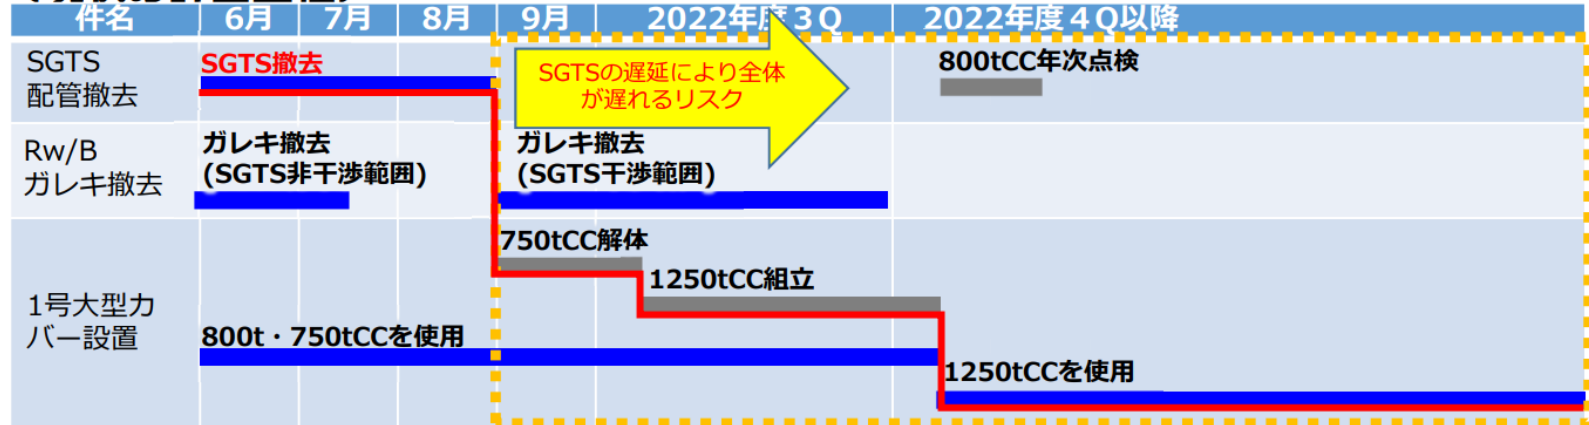 件名 6月 7月 8月 9月 2022年度３Q 2022年度４Q以降
SGTS
配管撤去
SGTS撤去
SGTSの遅延により全体
が遅れるリスク
800tCC年次点検
Rw/B
ガレキ撤去
ガレキ撤去
(SGTS非干渉範囲)
ガレキ撤去
(SGTS干渉範囲)
1号大型カ
バー設置
750tCC解体
1250tCC組立
800t・750tCCを使用
1250tCCを使用